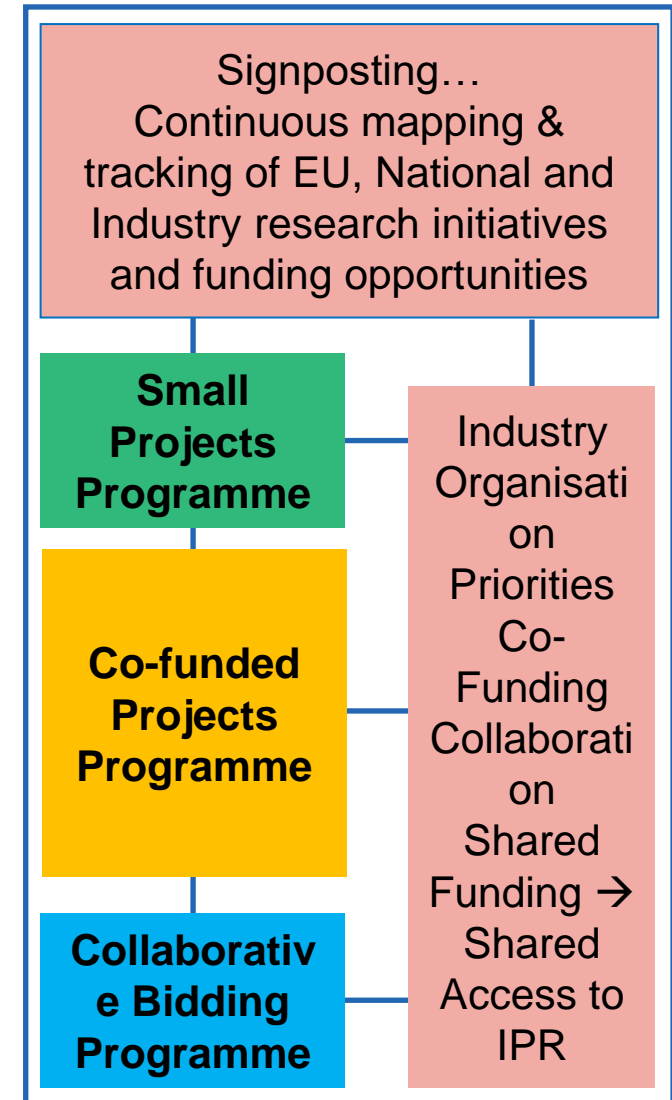 Signposting…
Continuous mapping &
tracking of EU, National and
Industry research initiatives
and funding opportunities
Small
Projects
Programme
Co-funded
Projects
Programme
Collaborativ
e Bidding
Programme
Industry
Organisati
on
Priorities
Co-
Funding
Collaborati
on
Shared
Funding →
Shared
Access to
IPR